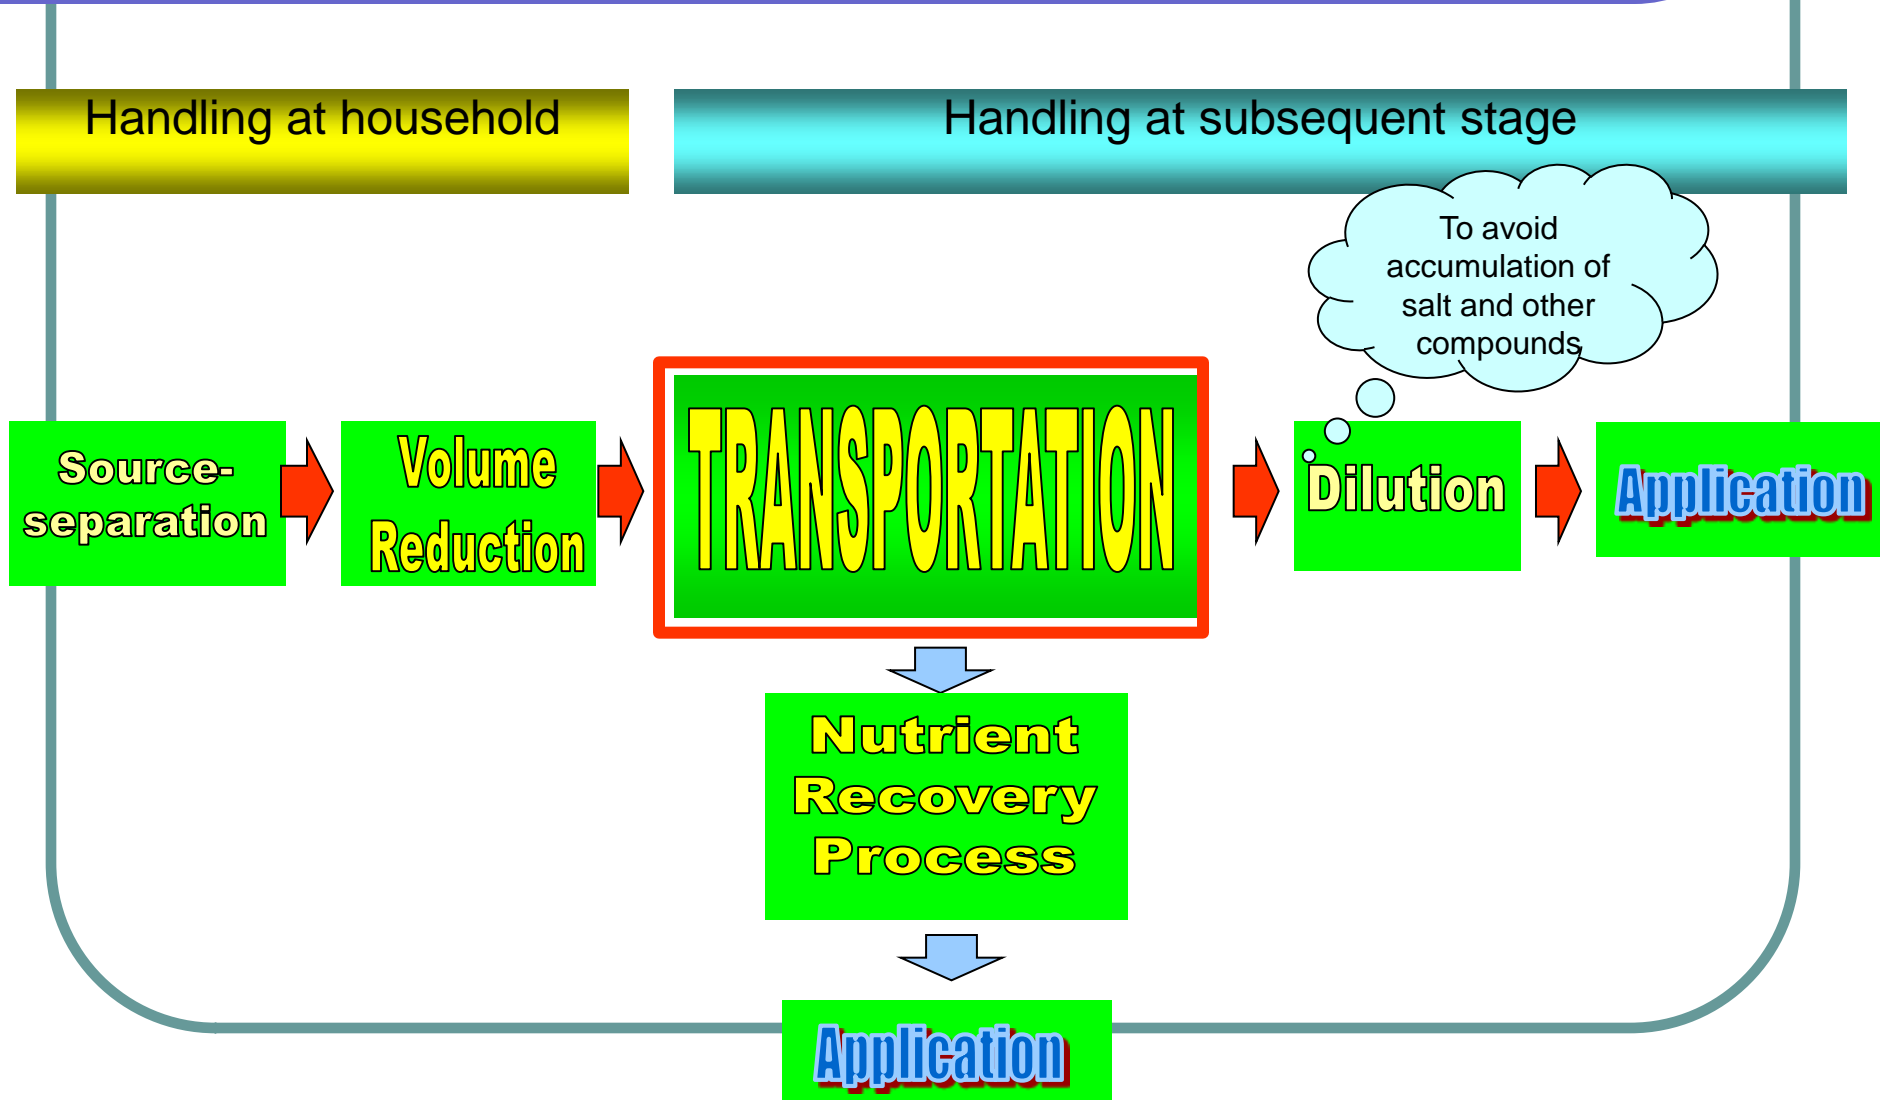 Handling at household
Handling at subsequent stage
To avoid
accumulation of
salt and other
compounds
Source-
separation
Volume
Reduction
TRANSPORTATION
Dilution
Application
Nutrient
Recovery
Process
Application